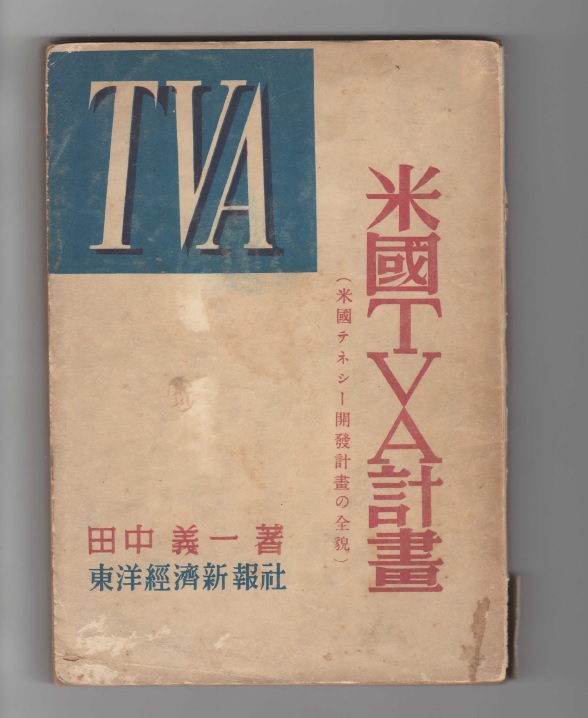 TVA
米國TVA計畫
（米國テネシー開發計畫の全貌）
田中義一著
東洋經濟新報社